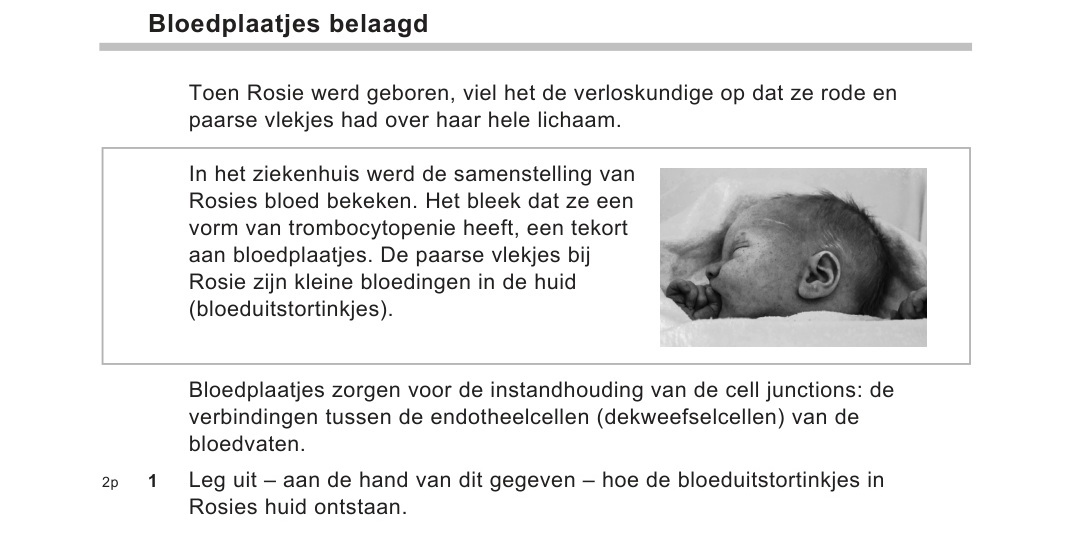 Bloedplaatjes belaagd
Toen Rosie werd geboren, viel het de verloskundige op dat ze rode en
paarse vlekjes had over haar hele lichaam.
In het ziekenhuis werd de samenstelling van
Rosies bloed bekeken. Het bleek dat ze een
vorm van trombocytopenie heeft, een tekort
aan bloedplaatjes. De paarse vlekjes bij
Rosie zijn kleine bloedingen in de huid
(bloeduitstortinkjes).
Bloedplaatjes zorgen voor de instandhouding van de cell junctions: de
verbindingen tussen de endotheelcellen (dekweefselcellen) van de
bloedvaten.
2p 1 Leg uit – aan de hand van dit gegeven – hoe de bloeduitstortinkjes in
Rosies huid ontstaan.